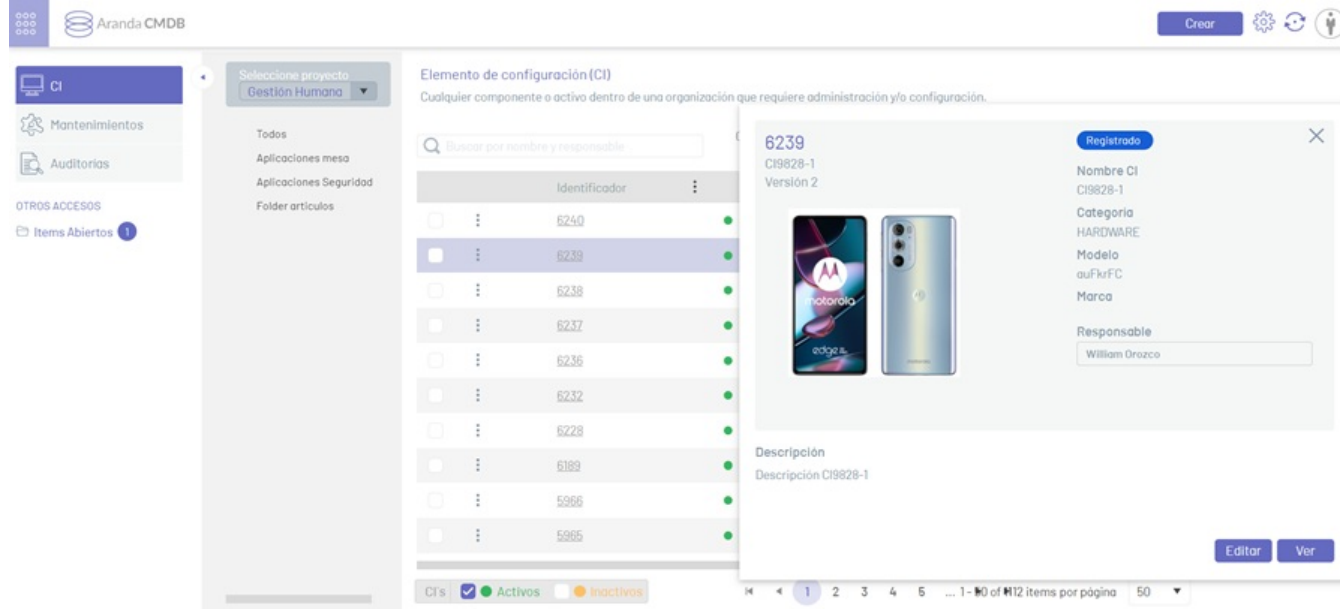 Aranda CMDB
Crear
CI
Mantenimientos
Auditorias
OTROS ACCESOS
Items Abiertos 1
Seleccione proyecto
Gestión Humana
Todos
Aplicaciones mesa
Aplicaciones Seguridad
Folder articulos
Elemento de configuración (CI)
Cualquier componente o activo dentro de una organización que requiere administración y/o configuración.
Buscar por nombre y responsable
Identificador
6240
6239
6238
6237
6236
6232
6228
6189
5966
5965
CI's Activos Inactivos
6239
CI9828-1
Versión 2
motorola
edge
Registrado
Nombre CI
CI9828-1
Categoria
HARDWARE
Modelo
auFkrFC
Marca
Responsable
William Orozco
Descripción
Descripción CI9828-1
Editar Ver
1 2 3 4 5 ... 1 - of items por página 50